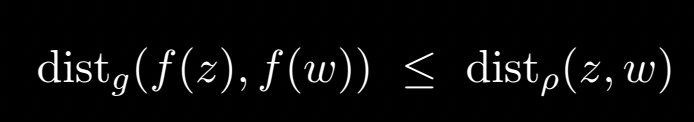 dist_g(f(z), f(w)) ≤ dist_ρ(z, w)